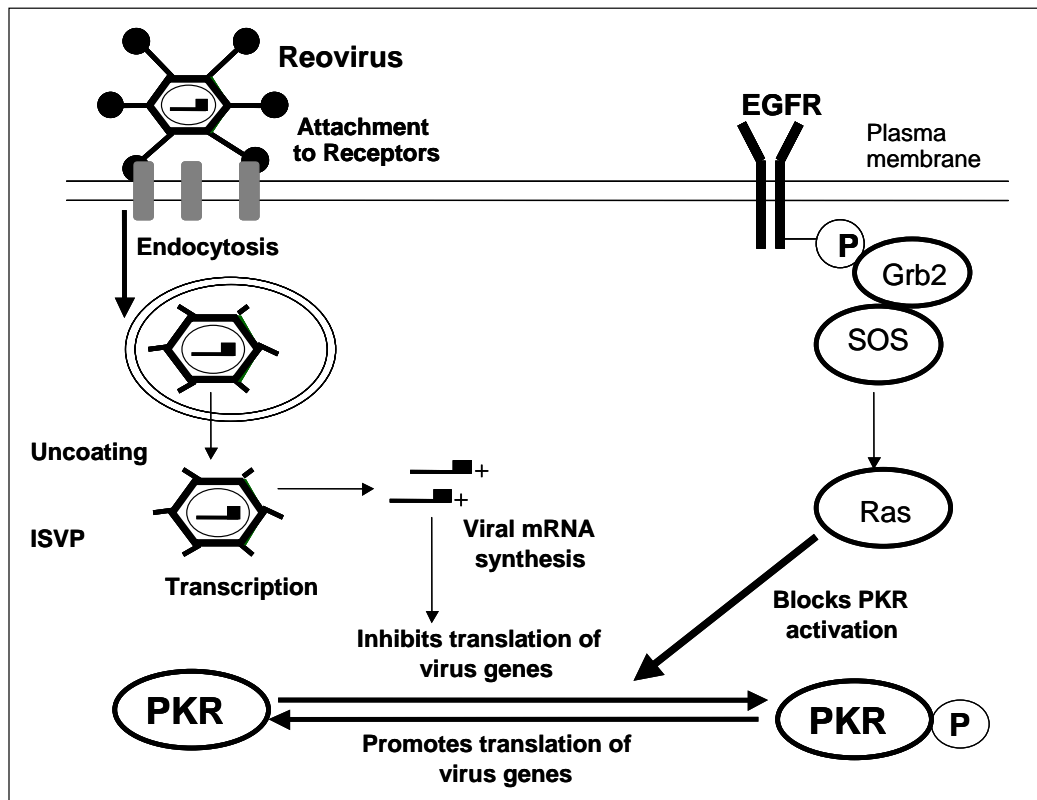 Reovirus
Attachment
to Receptors
EGFR
Plasma
membrane
P
Grb2
SOS
Endocytosis
Uncoating
ISVP
Transcription
+
+
Viral mRNA
synthesis
Ras
Blocks PKR
activation
Inhibits translation of
virus genes
PKR
PKR
P
Promotes translation of
virus genes